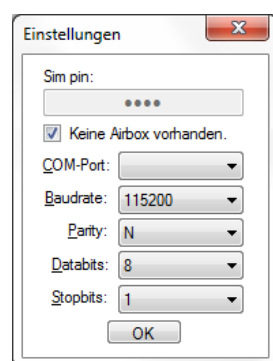 Einstellungen
Sim pin:
●●●●
Keine Airbox vorhanden.
COM-Port:
Baudrate: 115200
Parity: N
Databits: 8
Stopbits: 1
OK